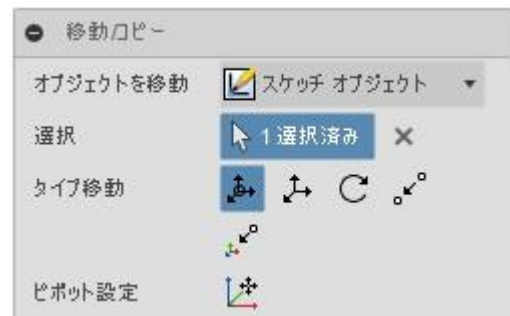 移動/コピー
オブジェクトを移動 スケッチ オブジェクト
選択 1 選択済み
タイプ移動
ピボット設定